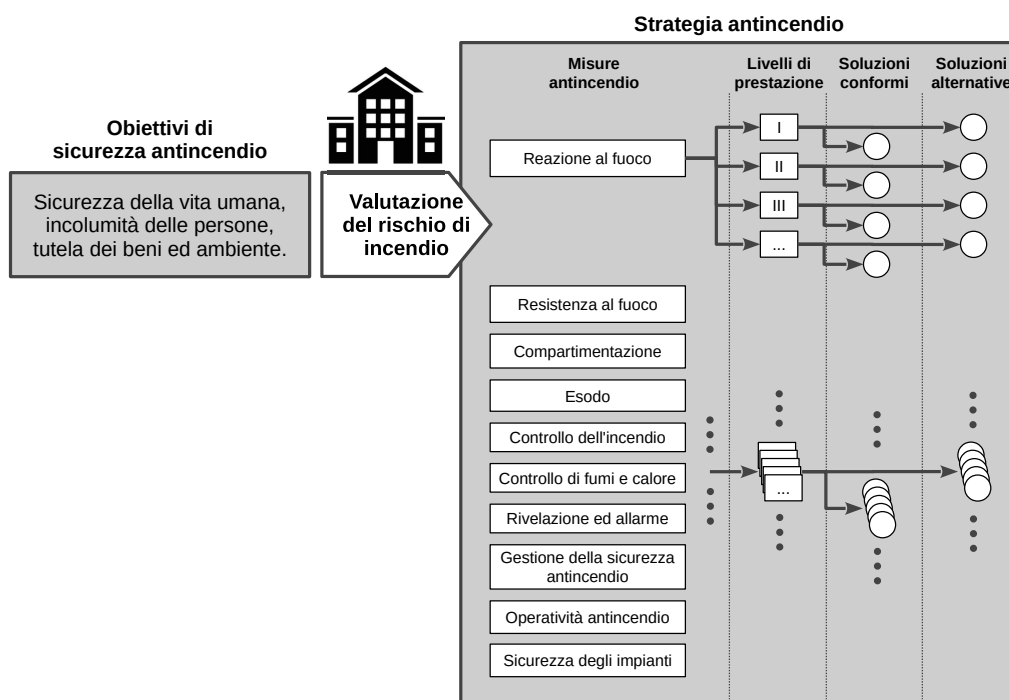 Strategia antincendio
Misure
antincendio
Livelli di
prestazione
Soluzioni
conformi
Soluzioni
alternative
Obiettivi di
sicurezza antincendio
Sicurezza della vita umana,
incolumità delle persone,
tutela dei beni ed ambiente.
Valutazione
del rischio di
incendio
Reazione al fuoco
I
II
III
...
Resistenza al fuoco
Compartimentazione
Esodo
Controllo dell'incendio
Controllo di fumi e calore
...
Rivelazione ed allarme
Gestione della sicurezza
antincendio
Operatività antincendio
Sicurezza degli impianti